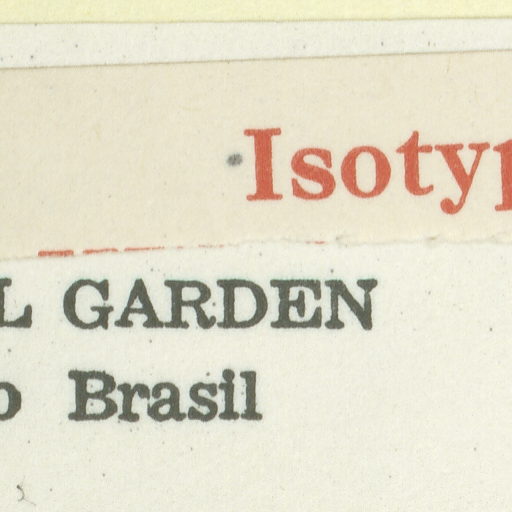 Isotyp
L GARDEN
o Brasil